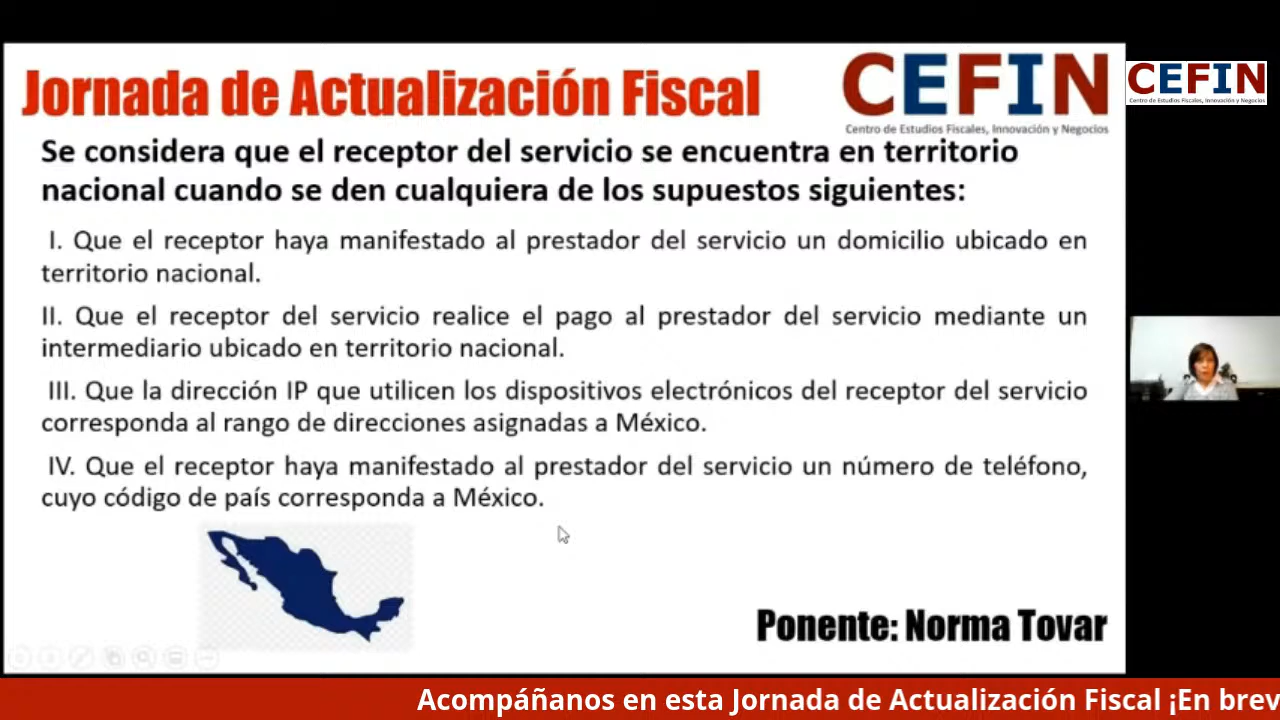 Jornada de Actualización Fiscal
CEFIN
Centro de Estudios Fiscales, Innovación y Negocios
CEFIN
Centro de Estudios Fiscales, Innovación y Negocios
Se considera que el receptor del servicio se encuentra en territorio
nacional cuando se den cualquiera de los supuestos siguientes:
I. Que el receptor haya manifestado al prestador del servicio un domicilio ubicado en
territorio nacional.
II. Que el receptor del servicio realice el pago al prestador del servicio mediante un
intermediario ubicado en territorio nacional.
III. Que la dirección IP que utilicen los dispositivos electrónicos del receptor del servicio
corresponda al rango de direcciones asignadas a México.
IV. Que el receptor haya manifestado al prestador del servicio un número de teléfono,
cuyo código de país corresponda a México.
Ponente: Norma Tovar
Acompáñanos en esta Jornada de Actualización Fiscal ¡En brev